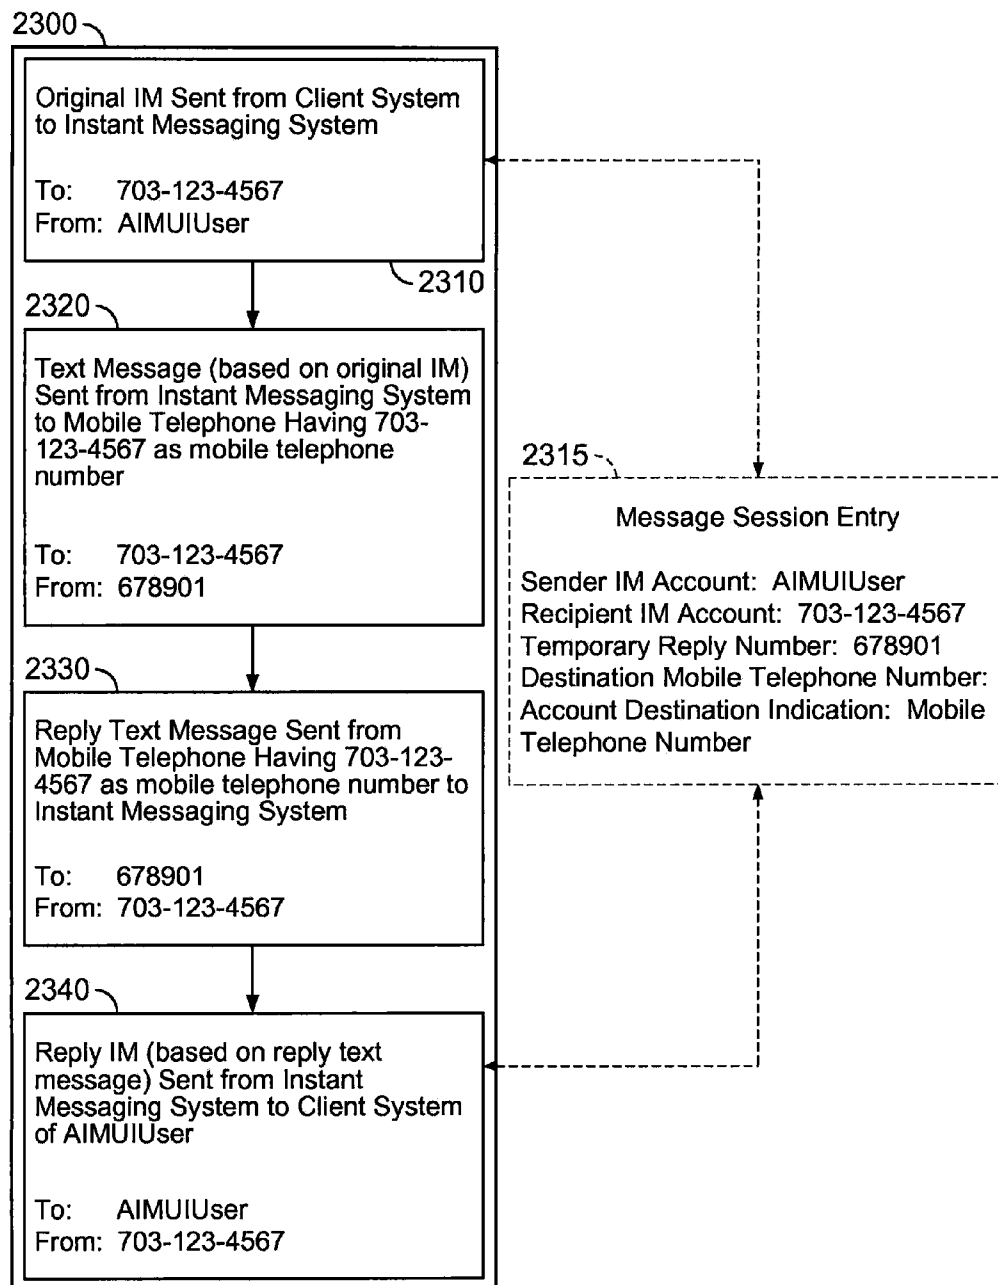 2300
Original IM Sent from Client System
to Instant Messaging System
To: 703-123-4567
From: AIMUIUser
2310
2320
Text Message (based on original IM)
Sent from Instant Messaging System
to Mobile Telephone Having 703-
123-4567 as mobile telephone
number
To: 703-123-4567
From: 678901
2315
Message Session Entry
Sender IM Account: AIMUIUser
Recipient IM Account: 703-123-4567
Temporary Reply Number: 678901
Destination Mobile Telephone Number:
Account Destination Indication: Mobile
Telephone Number
2330
Reply Text Message Sent from
Mobile Telephone Having 703-123-
4567 as mobile telephone number to
Instant Messaging System
To: 678901
From: 703-123-4567
2340
Reply IM (based on reply text
message) Sent from Instant
Messaging System to Client System
of AIMUIUser
To: AIMUIUser
From: 703-123-4567